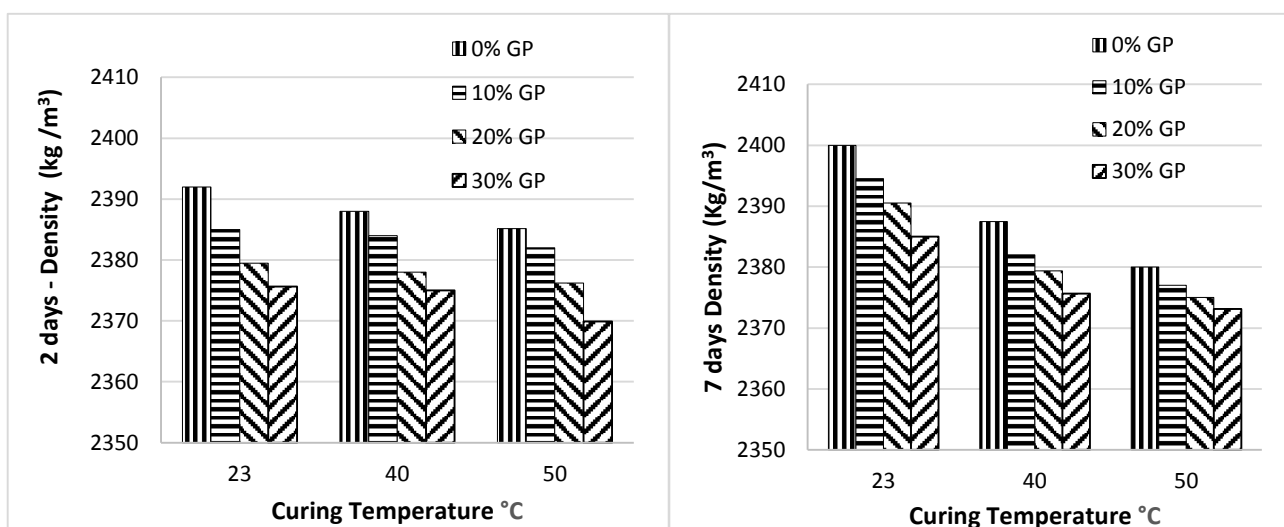 0% GP
10% GP
20% GP
30% GP
2410
2400
2390
2380
2370
2360
2350
2 days - Density (kg /m³)
23 40 50
Curing Temperature °C
0% GP
10% GP
20% GP
30% GP
2410
2400
2390
2380
2370
2360
2350
7 days Density (Kg/m³)
23 40 50
Curing Temperature °C